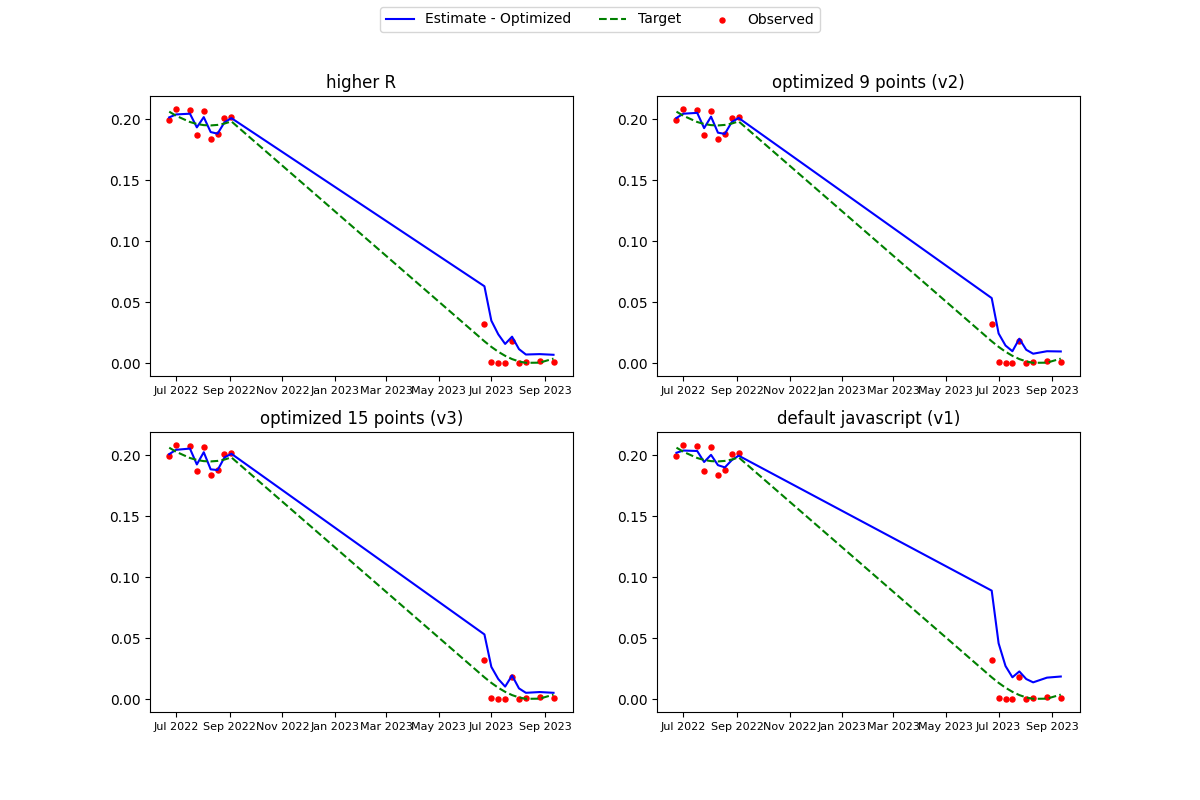 Estimate - Optimized Target Observed
higher R
0.20
0.15
0.10
0.05
0.00
Jul 2022 Sep 2022 Nov 2022 Jan 2023 Mar 2023 May 2023 Jul 2023 Sep 2023
optimized 9 points (v2)
0.20
0.15
0.10
0.05
0.00
Jul 2022 Sep 2022 Nov 2022 Jan 2023 Mar 2023 May 2023 Jul 2023 Sep 2023
optimized 15 points (v3)
0.20
0.15
0.10
0.05
0.00
Jul 2022 Sep 2022 Nov 2022 Jan 2023 Mar 2023 May 2023 Jul 2023 Sep 2023
default javascript (v1)
0.20
0.15
0.10
0.05
0.00
Jul 2022 Sep 2022 Nov 2022 Jan 2023 Mar 2023 May 2023 Jul 2023 Sep 2023